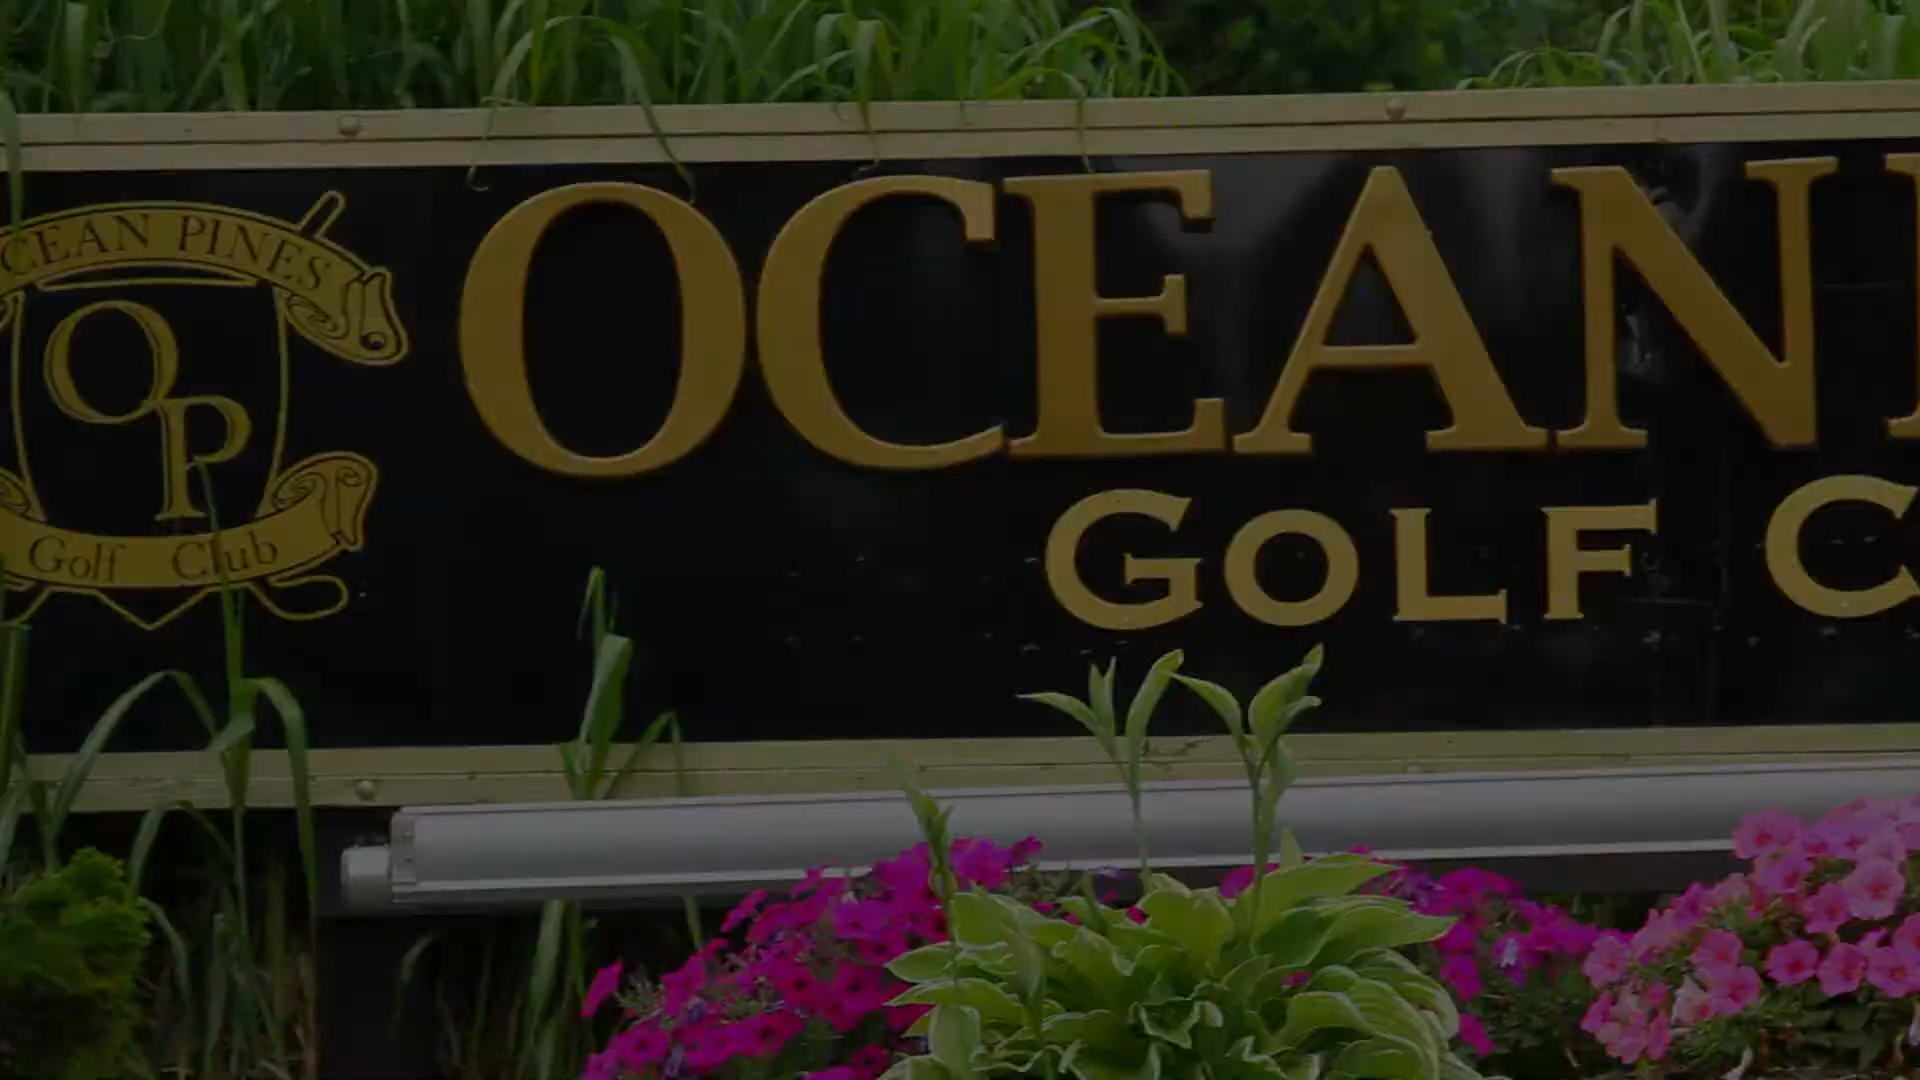 CEAN PINES
OP
Golf Club
OCEAN
GOLF C